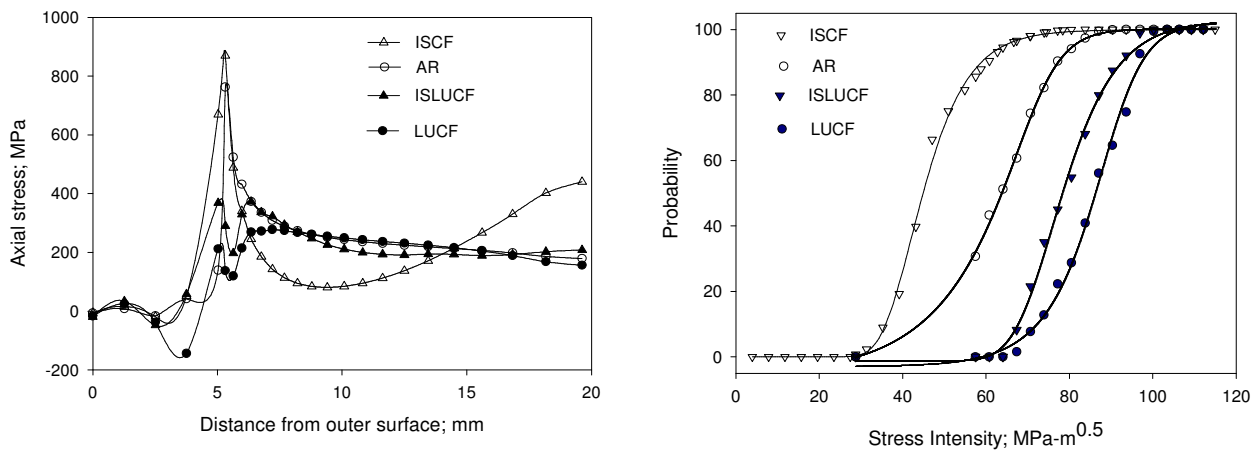 1000
800
600
400
200
0
-200
Axial stress; MPa
ISCF
AR
ISLUCF
LUCF
0 5 10 15 20
Distance from outer surface; mm
100
80
60
40
20
0
Probability
ISCF
AR
ISLUCF
LUCF
0 20 40 60 80 100 120
Stress Intensity; MPa-m^0.5